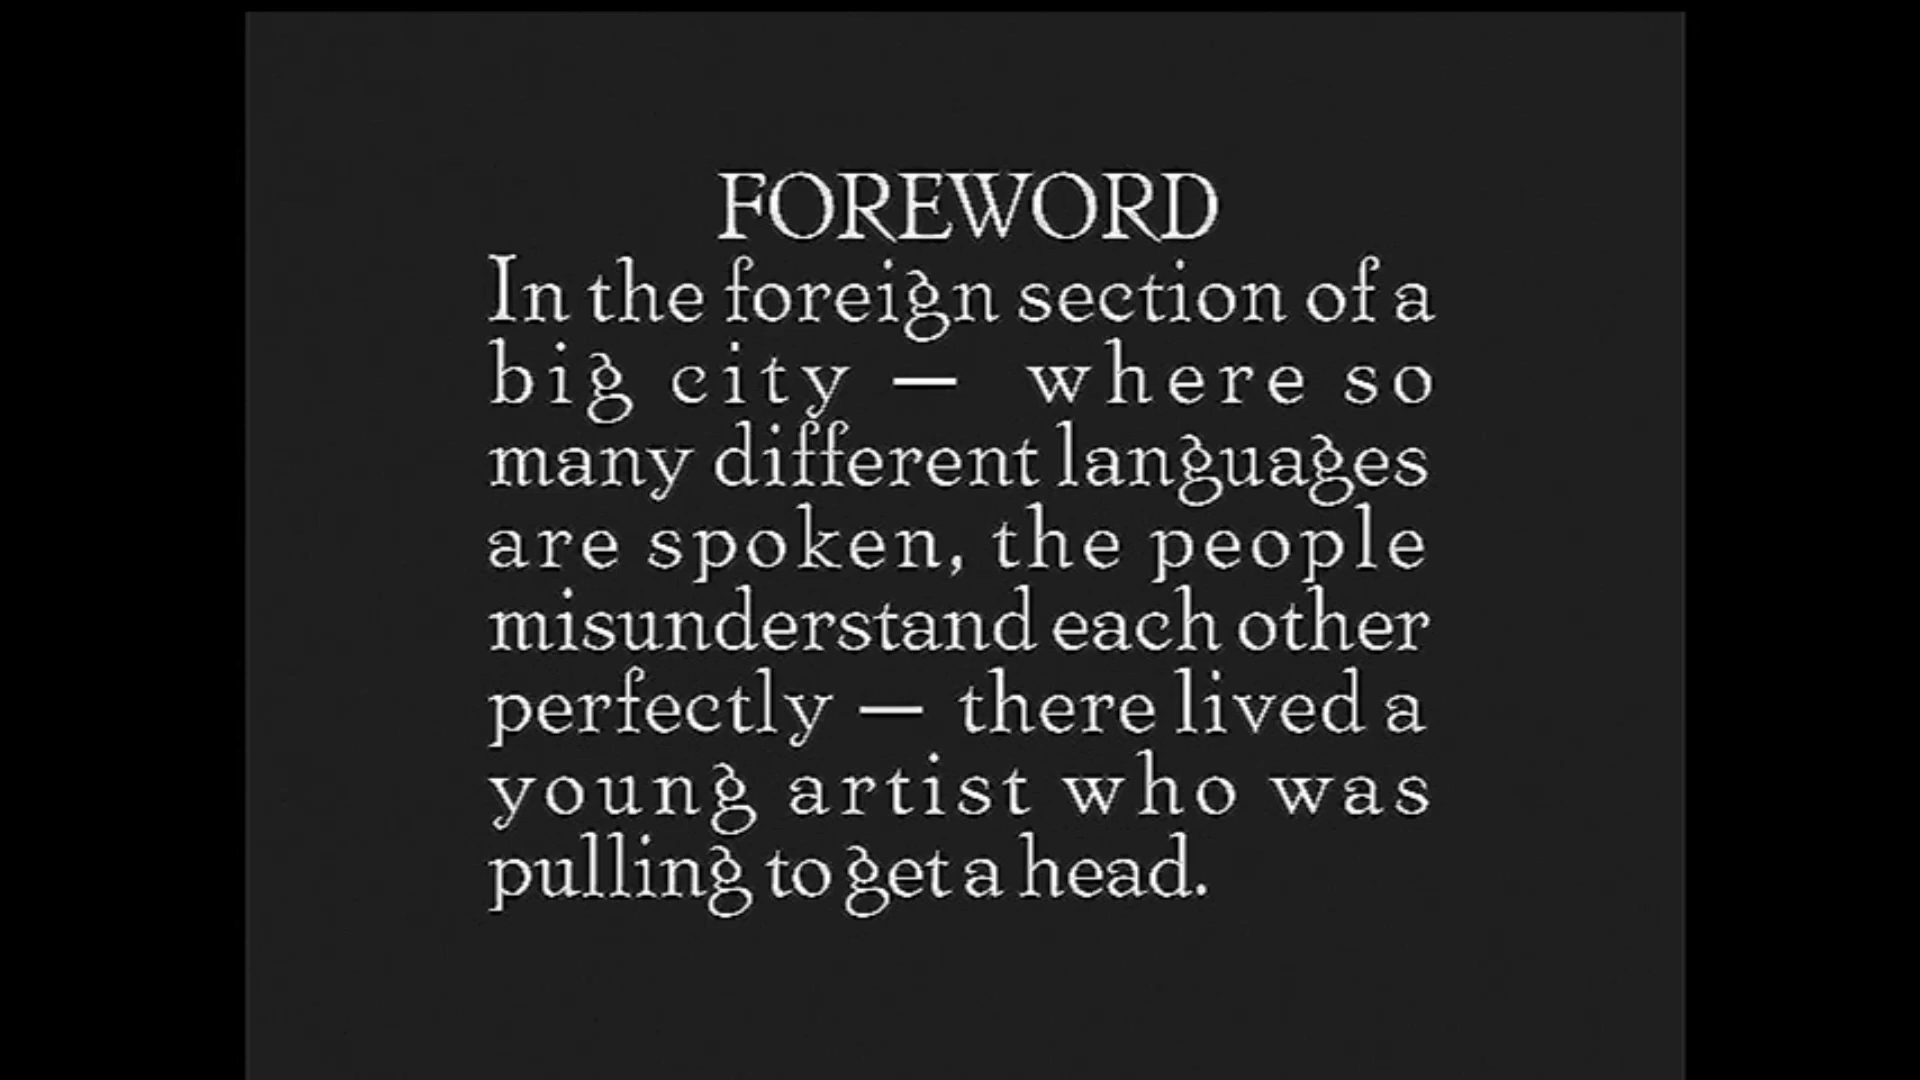 FOREWORD
In the foreign section of a
big city — where so
many different languages
are spoken, the people
misunderstand each other
perfectly — there lived a
young artist who was
pulling to get a head.